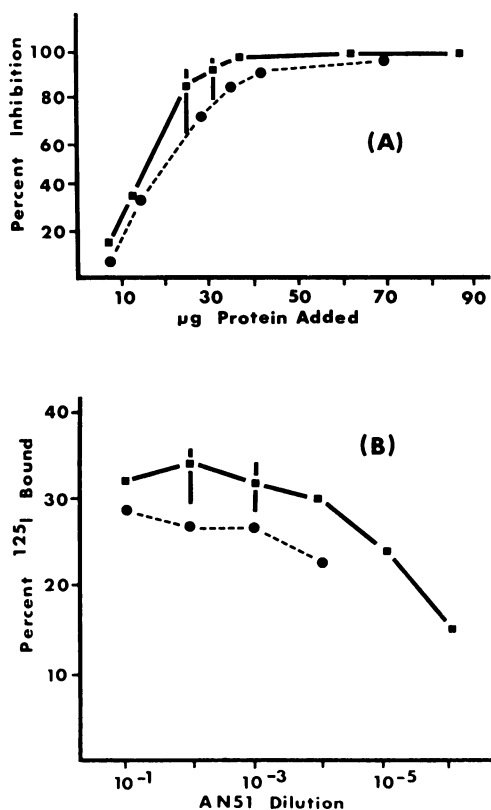 100
80
60
40
20
Percent Inhibition
(A)
10 30 50 70 90
µg Protein Added
40
30
20
10
Percent 125I Bound
(B)
10-1 10-3 10-5
AN51 Dilution